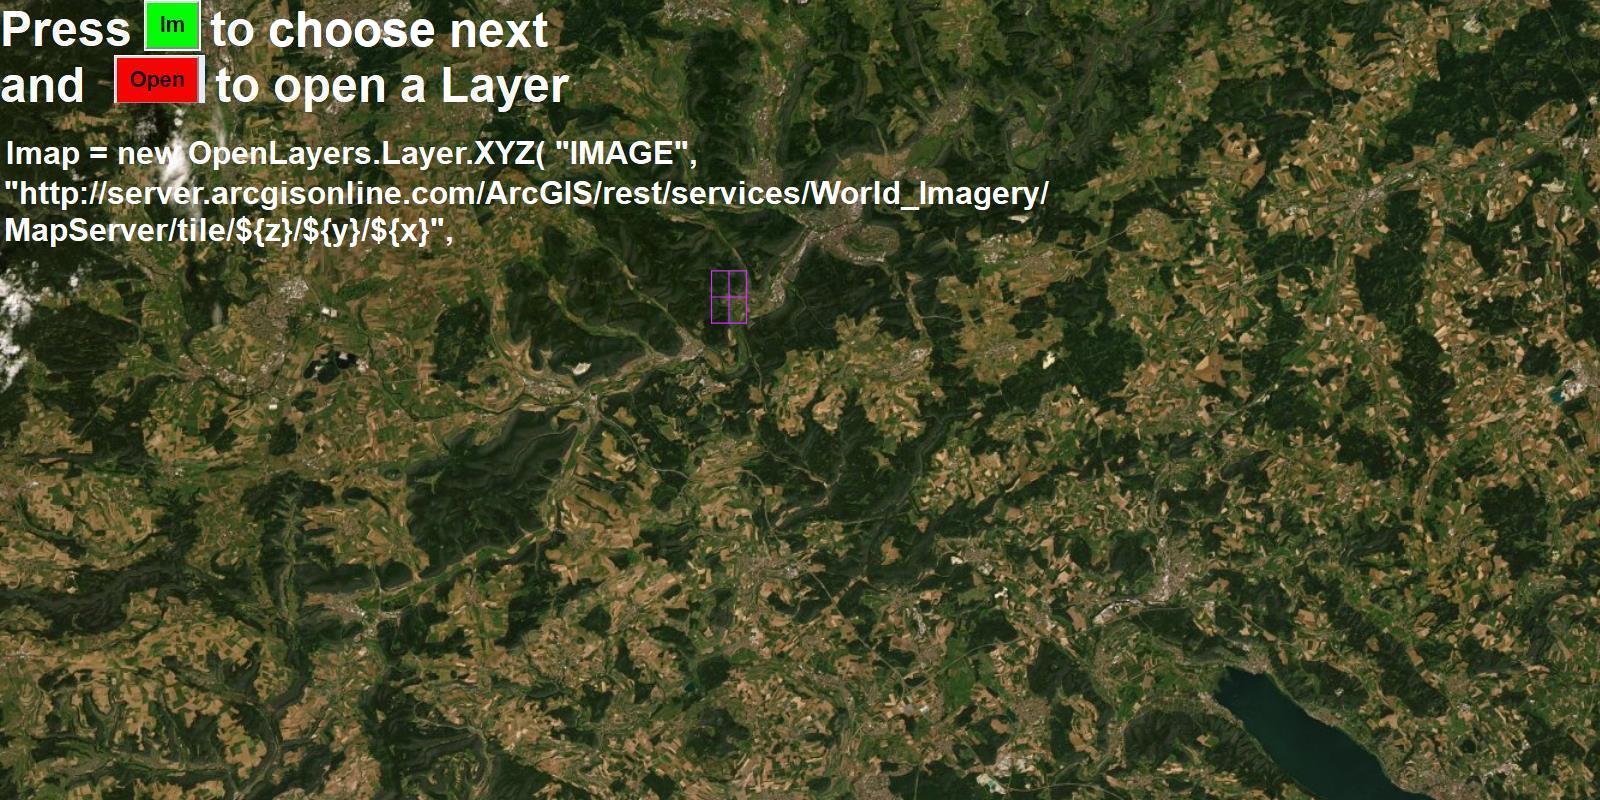 Press Im to choose next
and Open to open a Layer
Imap = new OpenLayers.Layer.XYZ( "IMAGE",
"http://server.arcgisonline.com/ArcGIS/rest/services/World_Imagery/
MapServer/tile/${z}/${y}/${x}",